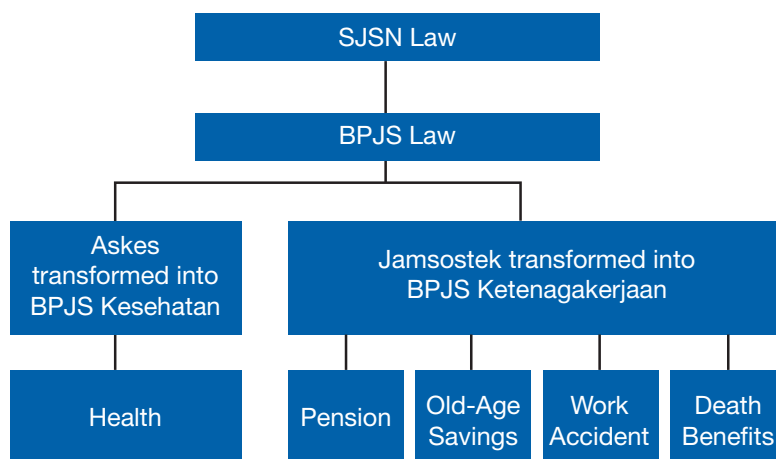 SJSN Law
BPJS Law
Askes
transformed into
BPJS Kesehatan
Jamsostek transformed into
BPJS Ketenagakerjaan
Health
Pension
Old-Age
Savings
Work
Accident
Death
Benefits